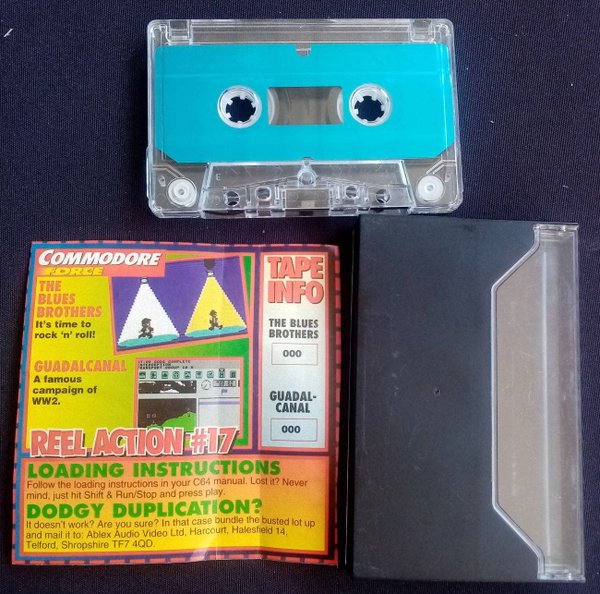 COMMODORE
FORCE
THE
BLUES
BROTHERS
It's time to
rock 'n' roll!
GUADALCANAL
A famous
campaign of
WW2.
REEL ACTION #17
TAPE
INFO
THE BLUES
BROTHERS
000
GUADAL-
CANAL
000
LOADING INSTRUCTIONS
Follow the loading instructions in your C64 manual. Lost it? Never
mind, just hit Shift & Run/Stop and press play.
DODGY DUPLICATION?
It doesn't work? Are you sure? In that case bundle the busted lot up
and mail it to: Ablex Audio Video Ltd, Harcourt, Halesfield 14,
Telford, Shropshire TF7 4QD.